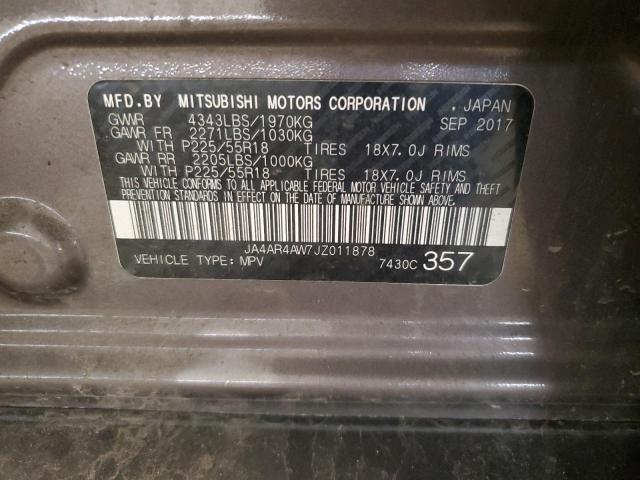 MFD.BY MITSUBISHI MOTORS CORPORATION . JAPAN
GVWR 4343LBS/1970KG SEP 2017
GAWR FR 2271LBS/1030KG
WITH P225/55R18 TIRES 18X7.0J RIMS
GAWR RR 2205LBS/1000KG
WITH P225/55R18 TIRES 18X7.0J RIMS
THIS VEHICLE CONFORMS TO ALL APPLICABLE FEDERAL MOTOR VEHICLE SAFETY AND THEFT
PREVENTION STANDARDS IN EFFECT ON THE DATE OF MANUFACTURE SHOWN ABOVE.
JA4AR4AW7JZ011878
VEHICLE TYPE: MPV 7430C 357